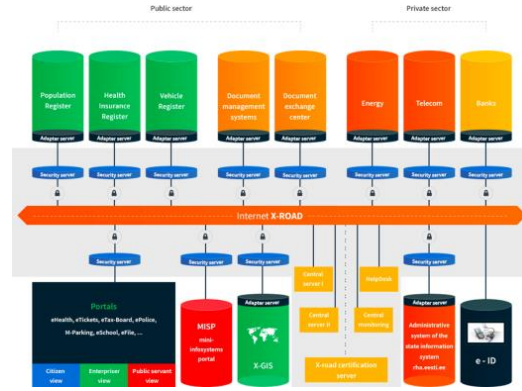 Public sector
Private sector
Population
Register
Health
Insurance
Register
Vehicle
Register
Document
management
systems
Document
exchange
center
Energy
Telecom
Banks
Adapter server
Adapter server
Adapter server
Adapter server
Adapter server
Adapter server
Adapter server
Adapter server
Security server
Security server
Security server
Security server
Security server
Security server
Security server
Security server
Internet X-ROAD
Security server
Security server
Security server
Security server
Central
server I
HelpDesk
Central
server II
Central
monitoring
X-road certification
server
Portals
eHealth, eTickets, eTax-Board, ePolice,
M-Parking, eSchool, eFile, ...
Citizen
view
Enterpriser
view
Public servant
view
MISP
mini-
infosystems
portal
Adapter server
X-GIS
Adapter server
Administrative
system of the
state information
system
rha.eesti.ee
e - ID